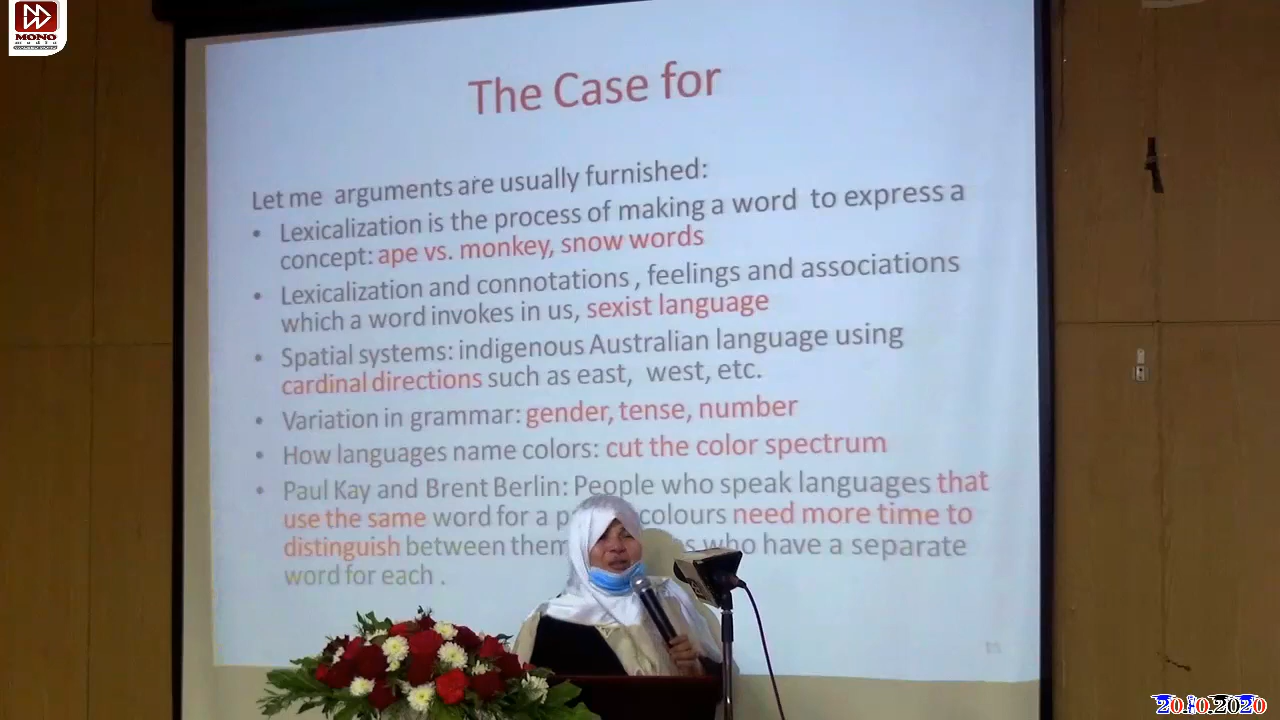 MONO
media
The Case for
Let me arguments are usually furnished:
• Lexicalization is the process of making a word to express a
concept: ape vs. monkey, snow words
• Lexicalization and connotations , feelings and associations
which a word invokes in us, sexist language
• Spatial systems: indigenous Australian language using
cardinal directions such as east, west, etc.
• Variation in grammar: gender, tense, number
• How languages name colors: cut the color spectrum
• Paul Kay and Brent Berlin: People who speak languages that
use the same word for a colours need more time to
distinguish between them who have a separate
word for each .
20.10.2020